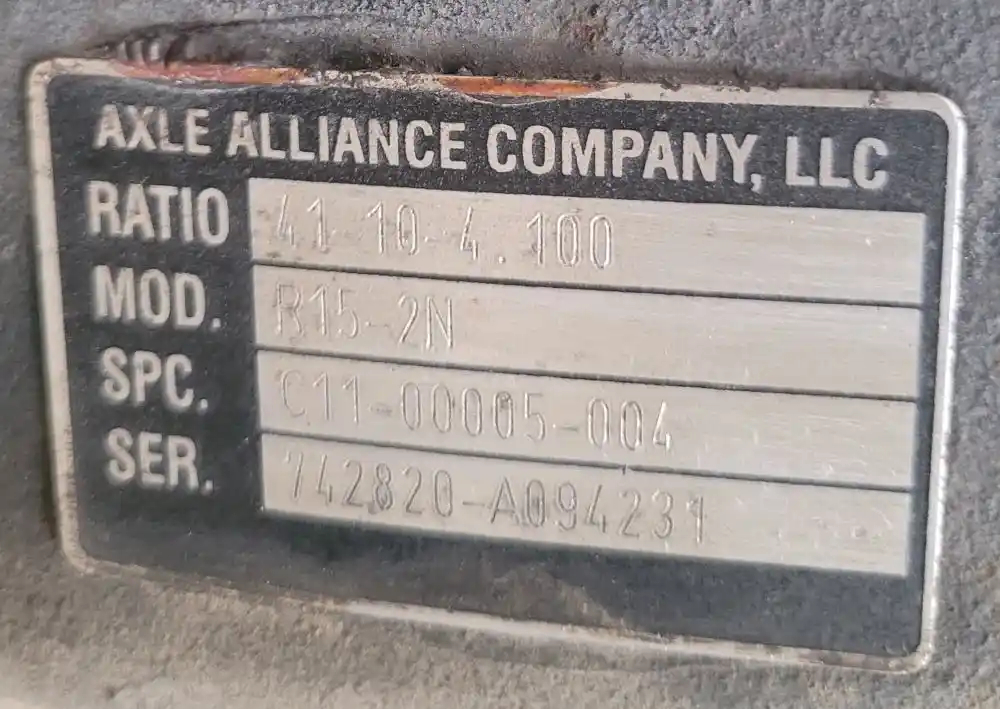 AXLE ALLIANCE COMPANY, LLC
RATIO 41 10 4.100
MOD. R15-2N
SPC. C11-00005-004
SER. 742820-A094231